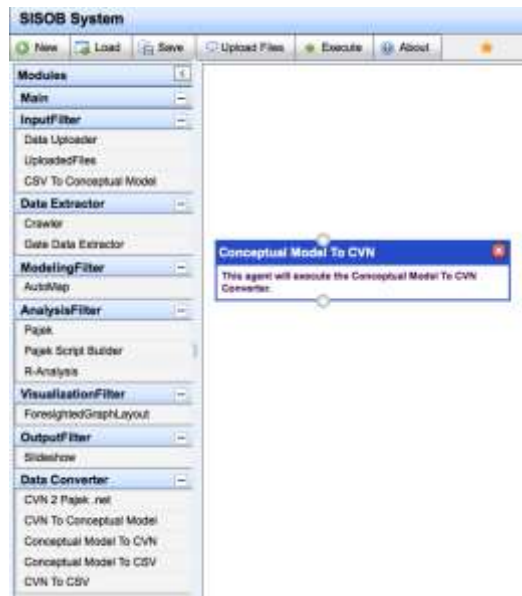 SISOB System
New Load Save Upload Files Execute About
Modules
Main
InputFilter
Data Uploader
UploadedFiles
CSV To Conceptual Model
Data Extractor
Crawler
Gate Data Extractor
ModelingFilter
AutoMap
AnalysisFilter
Pajek
Pajek Script Builder
R-Analysis
VisualizationFilter
ForesightedGraphLayout
OutputFilter
Slideshow
Data Converter
CVN 2 Pajek .net
CVN To Conceptual Model
Conceptual Model To CVN
Conceptual Model To CSV
CVN To CSV
Conceptual Model To CVN
This agent will execute the Conceptual Model To CVN
Converter.